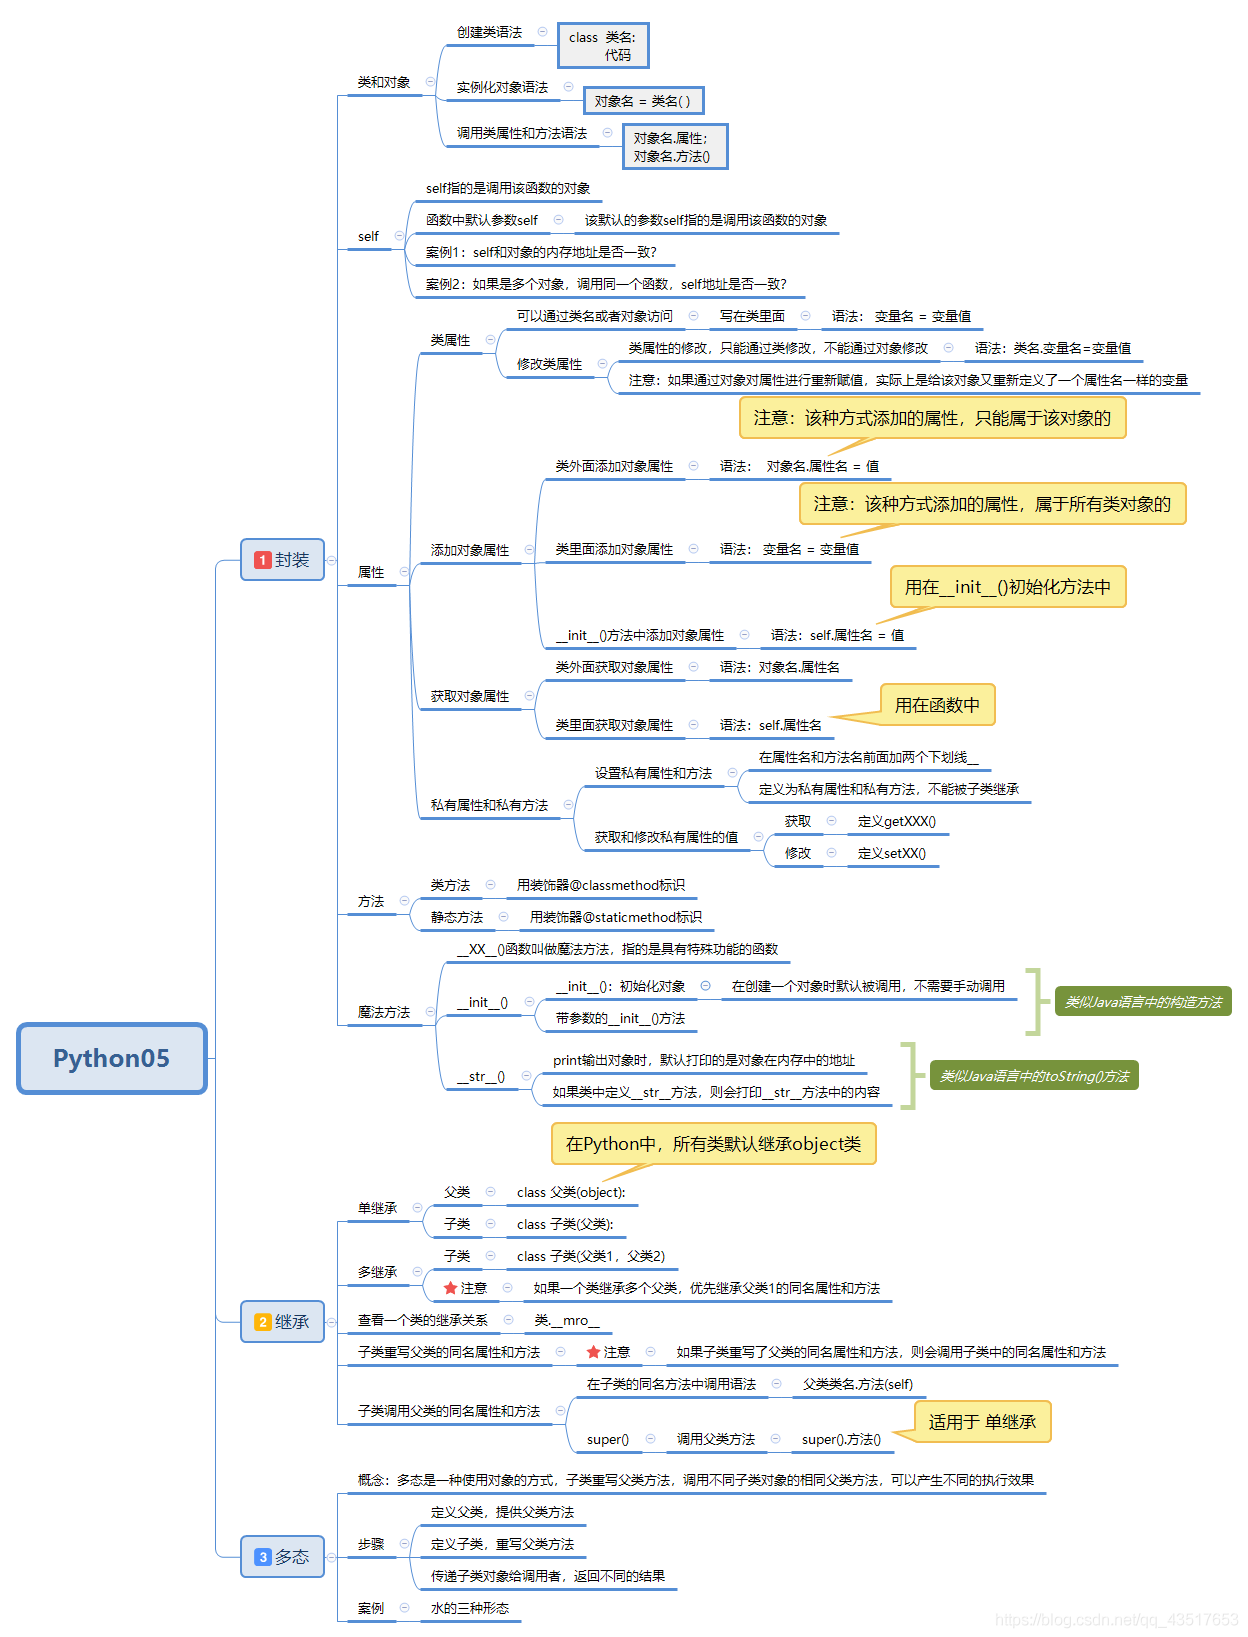 Python05
1 封装
类和对象
创建类语法
class 类名:
代码
实例化对象语法
对象名 = 类名( )
调用类属性和方法语法
对象名.属性；
对象名.方法()
self
self指的是调用该函数的对象
函数中默认参数self
该默认的参数self指的是调用该函数的对象
案例1：self和对象的内存地址是否一致？
案例2：如果是多个对象，调用同一个函数，self地址是否一致？
属性
类属性
可以通过类名或者对象访问
写在类里面
语法： 变量名 = 变量值
修改类属性
类属性的修改，只能通过类修改，不能通过对象修改
语法：类名.变量名=变量值
注意：如果通过对象对属性进行重新赋值，实际上是给该对象又重新定义了一个属性名一样的变量
添加对象属性
注意：该种方式添加的属性，只能属于该对象的
类外面添加对象属性
语法： 对象名.属性名 = 值
注意：该种方式添加的属性，属于所有类对象的
类里面添加对象属性
语法： 变量名 = 变量值
用在__init__()初始化方法中
__init__()方法中添加对象属性
语法：self.属性名 = 值
获取对象属性
类外面获取对象属性
语法：对象名.属性名
类里面获取对象属性
语法：self.属性名
用在函数中
私有属性和私有方法
设置私有属性和方法
在属性名和方法名前面加两个下划线__
定义为私有属性和私有方法，不能被子类继承
获取和修改私有属性的值
获取
定义getXXX()
修改
定义setXX()
方法
类方法
用装饰器@classmethod标识
静态方法
用装饰器@staticmethod标识
魔法方法
__XX__()函数叫做魔法方法，指的是具有特殊功能的函数
__init__()
__init__()：初始化对象
在创建一个对象时默认被调用，不需要手动调用
带参数的__init__()方法
类似Java语言中的构造方法
__str__()
print输出对象时，默认打印的是对象在内存中的地址
如果类中定义__str__方法，则会打印__str__方法中的内容
类似Java语言中的toString()方法
2 继承
在Python中，所有类默认继承object类
单继承
父类
class 父类(object):
子类
class 子类(父类):
多继承
子类
class 子类(父类1，父类2)
注意
如果一个类继承多个父类，优先继承父类1的同名属性和方法
查看一个类的继承关系
类.__mro__
子类重写父类的同名属性和方法
注意
如果子类重写了父类的同名属性和方法，则会调用子类中的同名属性和方法
子类调用父类的同名属性和方法
在子类的同名方法中调用语法
父类类名.方法(self)
super()
调用父类方法
super().方法()
适用于 单继承
3 多态
概念：多态是一种使用对象的方式，子类重写父类方法，调用不同子类对象的相同父类方法，可以产生不同的执行效果
步骤
定义父类，提供父类方法
定义子类，重写父类方法
传递子类对象给调用者，返回不同的结果
案例
水的三种形态
https://blog.csdn.net/qq_43517653